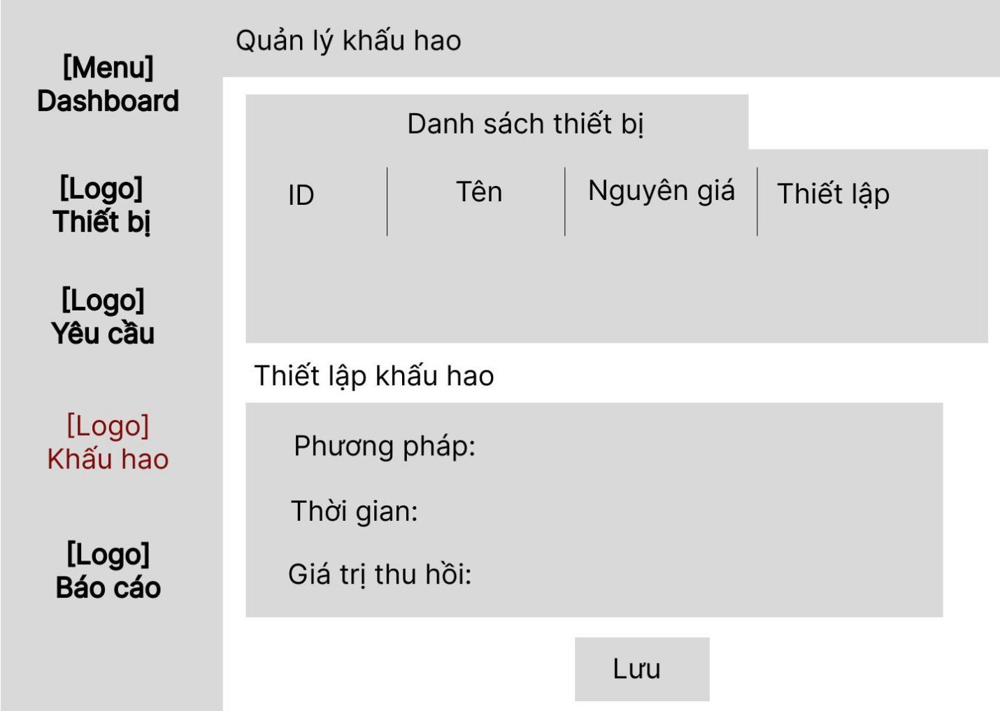 [Menu]
Dashboard
[Logo]
Thiết bị
[Logo]
Yêu cầu
[Logo]
Khấu hao
[Logo]
Báo cáo
Quản lý khấu hao
Danh sách thiết bị
ID Tên Nguyên giá Thiết lập
Thiết lập khấu hao
Phương pháp:
Thời gian:
Giá trị thu hồi:
Lưu